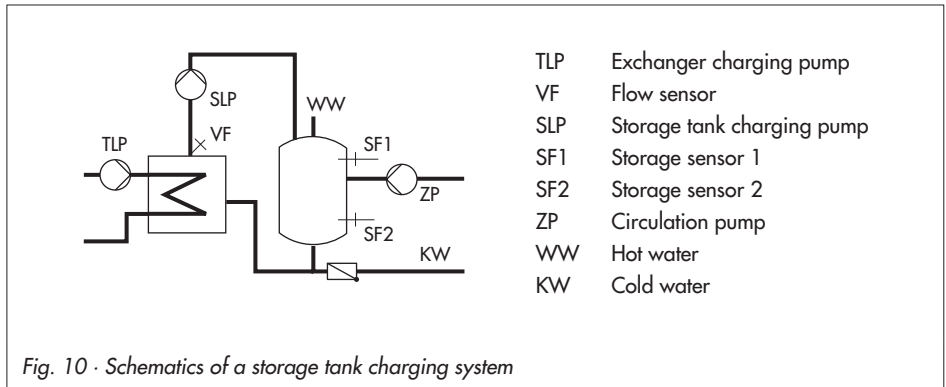 TLP Exchanger charging pump
VF Flow sensor
SLP Storage tank charging pump
SF1 Storage sensor 1
SF2 Storage sensor 2
ZP Circulation pump
WW Hot water
KW Cold water
SLP
WW
VF
TLP
SF1
ZP
SF2
KW
Fig. 10 · Schematics of a storage tank charging system